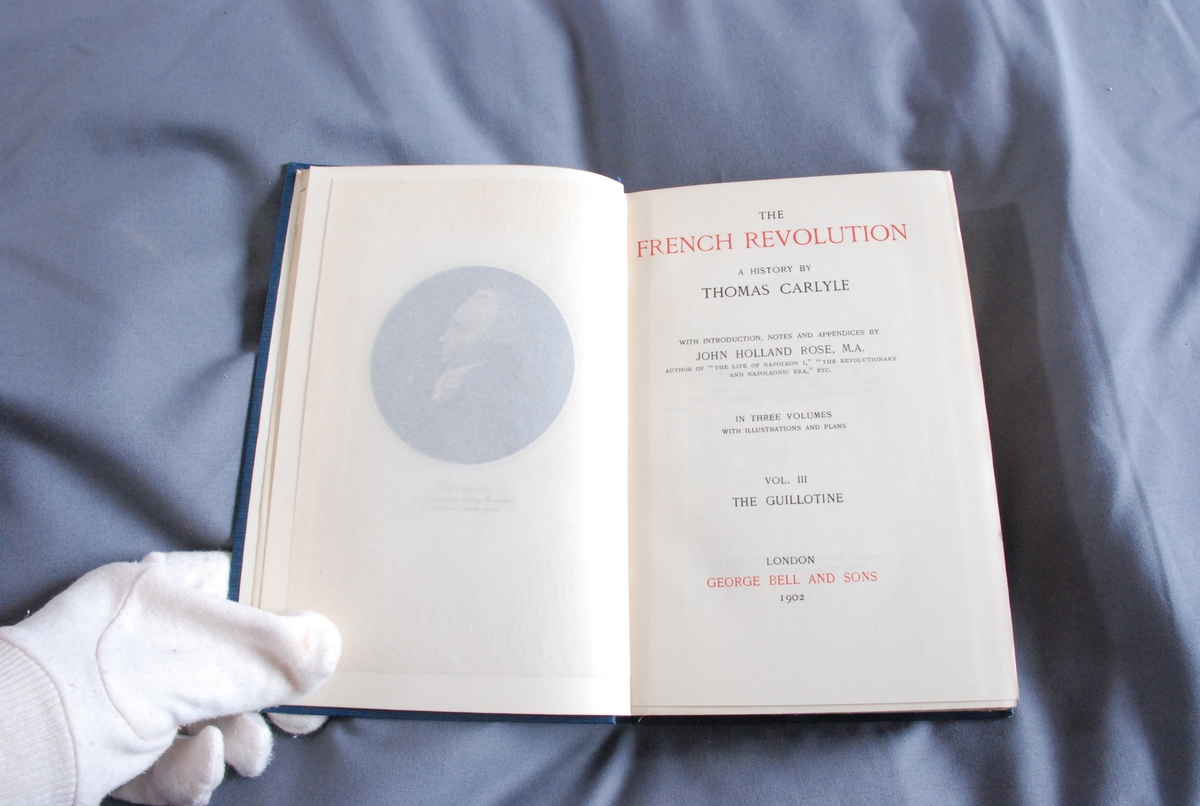 THE
FRENCH REVOLUTION
A HISTORY BY
THOMAS CARLYLE
WITH INTRODUCTION, NOTES AND APPENDICES BY
JOHN HOLLAND ROSE, M.A.
AUTHOR OF "THE LIFE OF NAPOLEON I," "THE REVOLUTIONARY
AND NAPOLEONIC ERA," ETC.
IN THREE VOLUMES
WITH ILLUSTRATIONS AND PLANS
VOL. III
THE GUILLOTINE
LONDON
GEORGE BELL AND SONS
1902